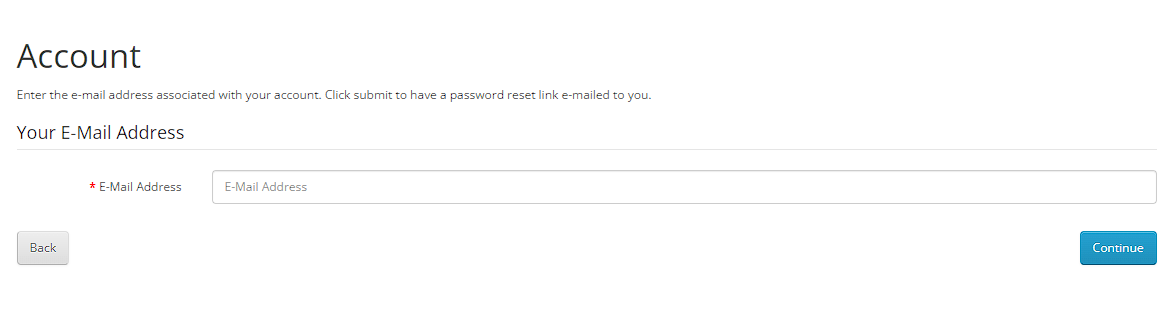 Account
Enter the e-mail address associated with your account. Click submit to have a password reset link e-mailed to you.
Your E-Mail Address
* E-Mail Address
E-Mail Address
Back
Continue